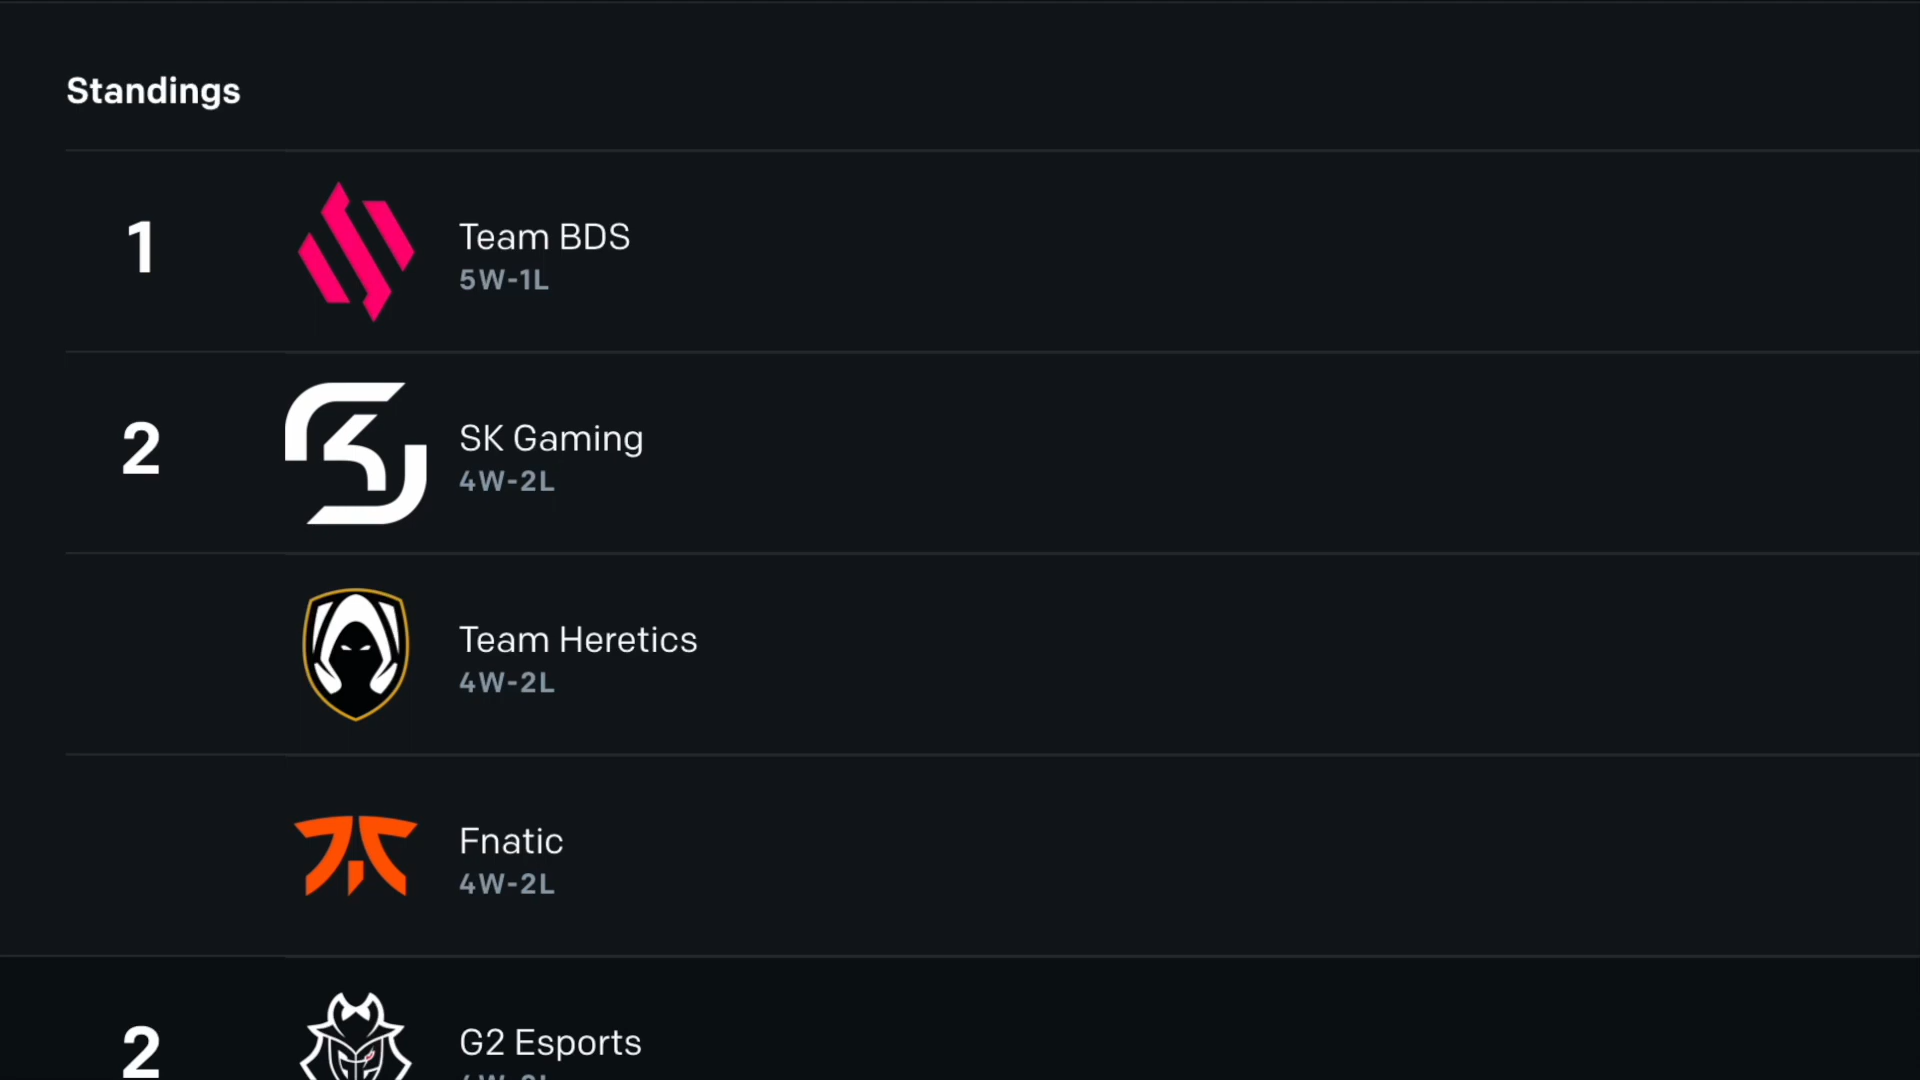 Standings
1
Team BDS
5W-1L
2
SK Gaming
4W-2L
Team Heretics
4W-2L
Fnatic
4W-2L
2
G2 Esports